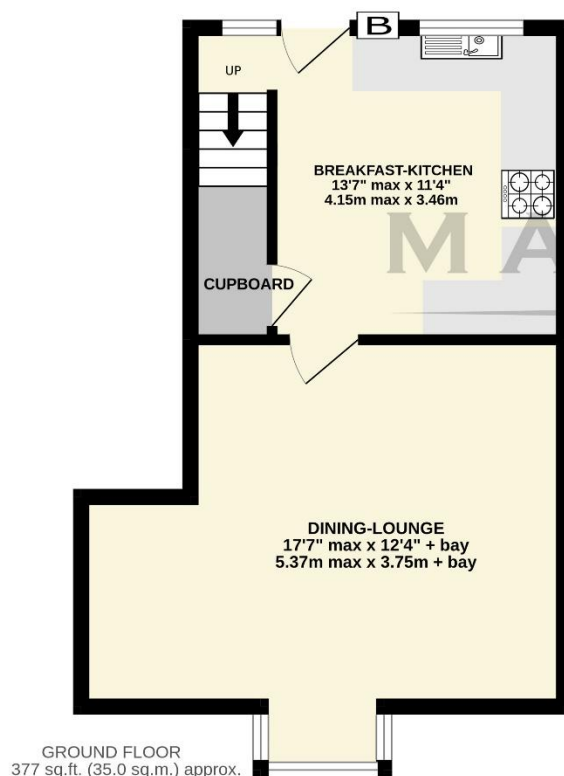 B
UP
BREAKFAST-KITCHEN
13'7" max x 11'4"
4.15m max x 3.46m
MA
CUPBOARD
DINING-LOUNGE
17'7" max x 12'4" + bay
5.37m max x 3.75m + bay
GROUND FLOOR
377 sq.ft. (35.0 sq.m.) approx.